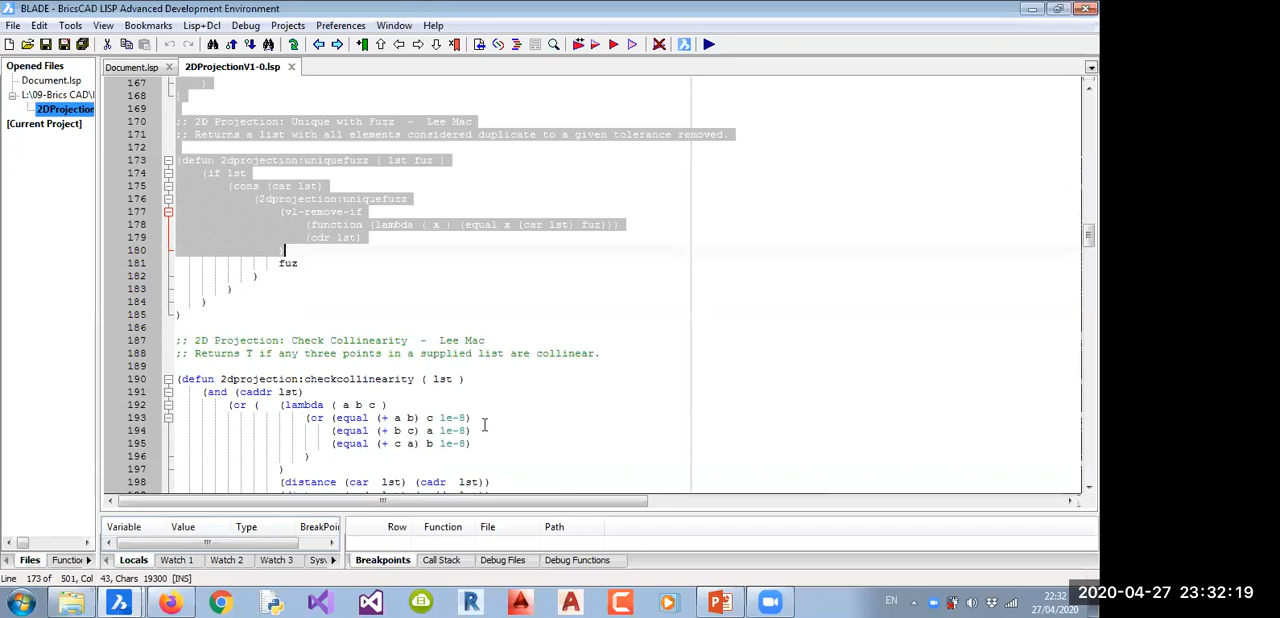 BLADE - BricsCAD LISP Advanced Development Environment
File Edit Tools View Bookmarks Lisp+Dcl Debug Projects Preferences Window Help
Opened Files
Document.lsp
L:\09-Brics CAD\I
2DProjection
[Current Project]
Document.lsp 2DProjectionV1-0.lsp
167 )
168 )
169
170 ;; 2D Projection: Unique with Fuzz - Lee Mac
171 ;; Returns a list with all elements considered duplicate to a given tolerance removed.
172
173 (defun 2dprojection:uniquefuzz ( lst fuz )
174 (if lst
175 (cons (car lst)
176 (2dprojection:uniquefuzz
177 (vl-remove-if
178 (function (lambda ( x ) (equal x (car lst) fuz)))
179 (cdr lst)
180 )
181 fuz
182 )
183 )
184 )
185 )
186
187 ;; 2D Projection: Check Collinearity - Lee Mac
188 ;; Returns T if any three points in a supplied list are collinear.
189
190 (defun 2dprojection:checkcollinearity ( lst )
191 (and (caddr lst)
192 (or ( (lambda ( a b c )
193 (or (equal (+ a b) c 1e-8)
194 (equal (+ b c) a 1e-8)
195 (equal (+ c a) b 1e-8)
196 )
197 )
198 (distance (car lst) (cadr lst))
Variable Value Type BreakPoi
Row Function File Path
Files Functio
Locals Watch 1 Watch 2 Watch 3 Sys
Breakpoints Call Stack Debug Files Debug Functions
Line 173 of 501, Col 43, Chars 19300 [INS]
EN
22:32
27/04/2020
2020-04-27 23:32:19